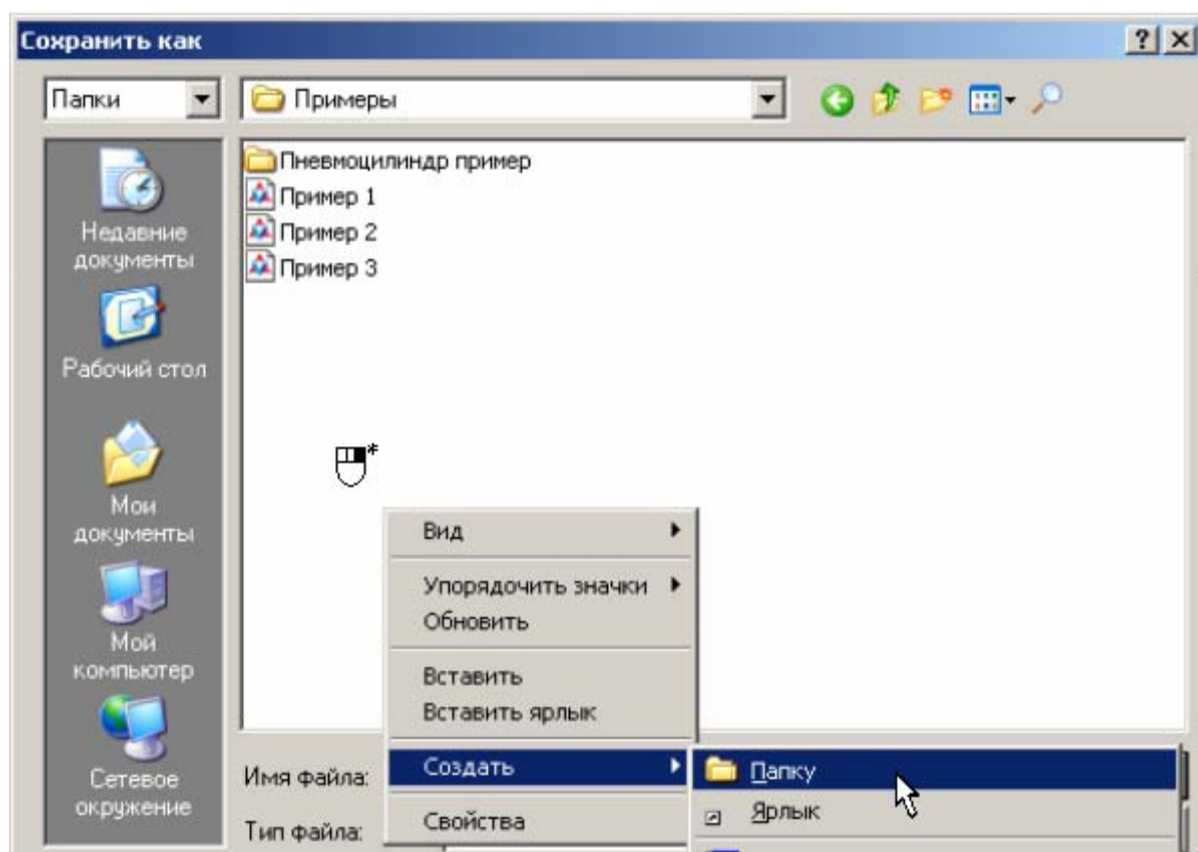 Сохранить как
Папки
Примеры
Пневмоцилиндр пример
Пример 1
Пример 2
Пример 3
Недавние
документы
Рабочий стол
Мои
документы
Мой
компьютер
Сетевое
окружение
Вид
Упорядочить значки
Обновить
Вставить
Вставить ярлык
Создать
Свойства
Папку
Ярлык
Имя файла:
Тип файла: